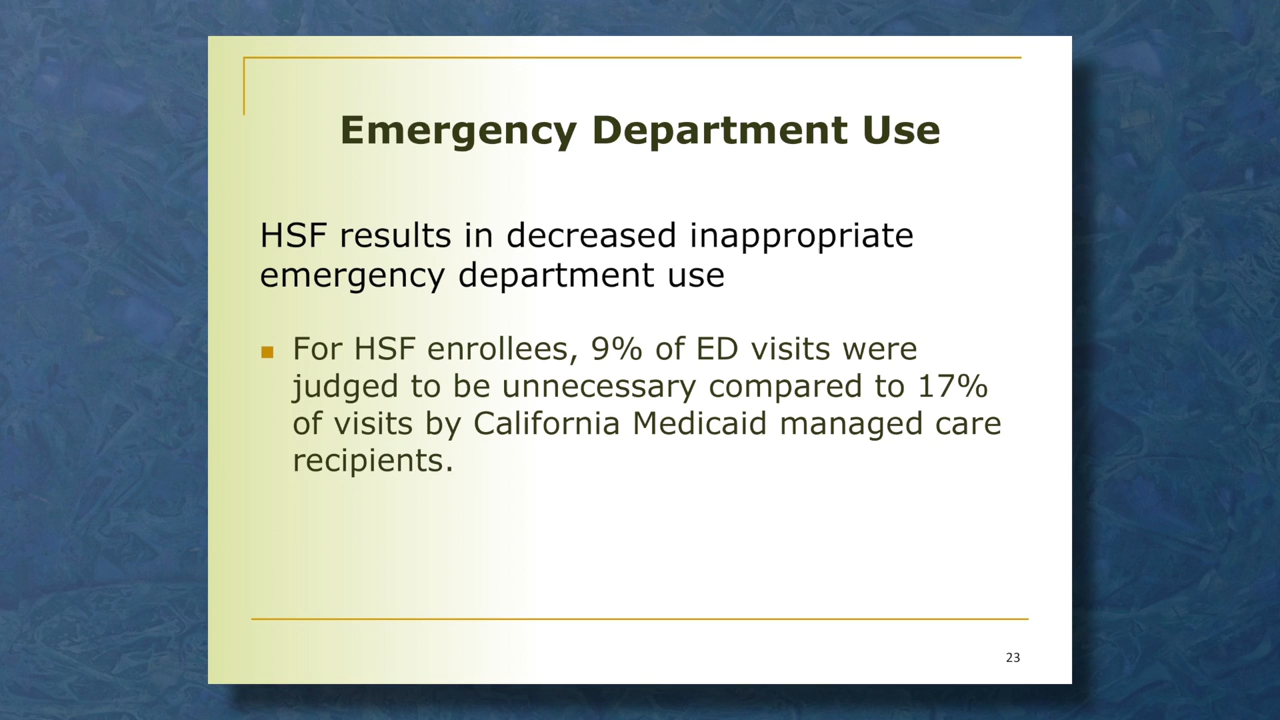 Emergency Department Use
HSF results in decreased inappropriate
emergency department use
For HSF enrollees, 9% of ED visits were
judged to be unnecessary compared to 17%
of visits by California Medicaid managed care
recipients.
23